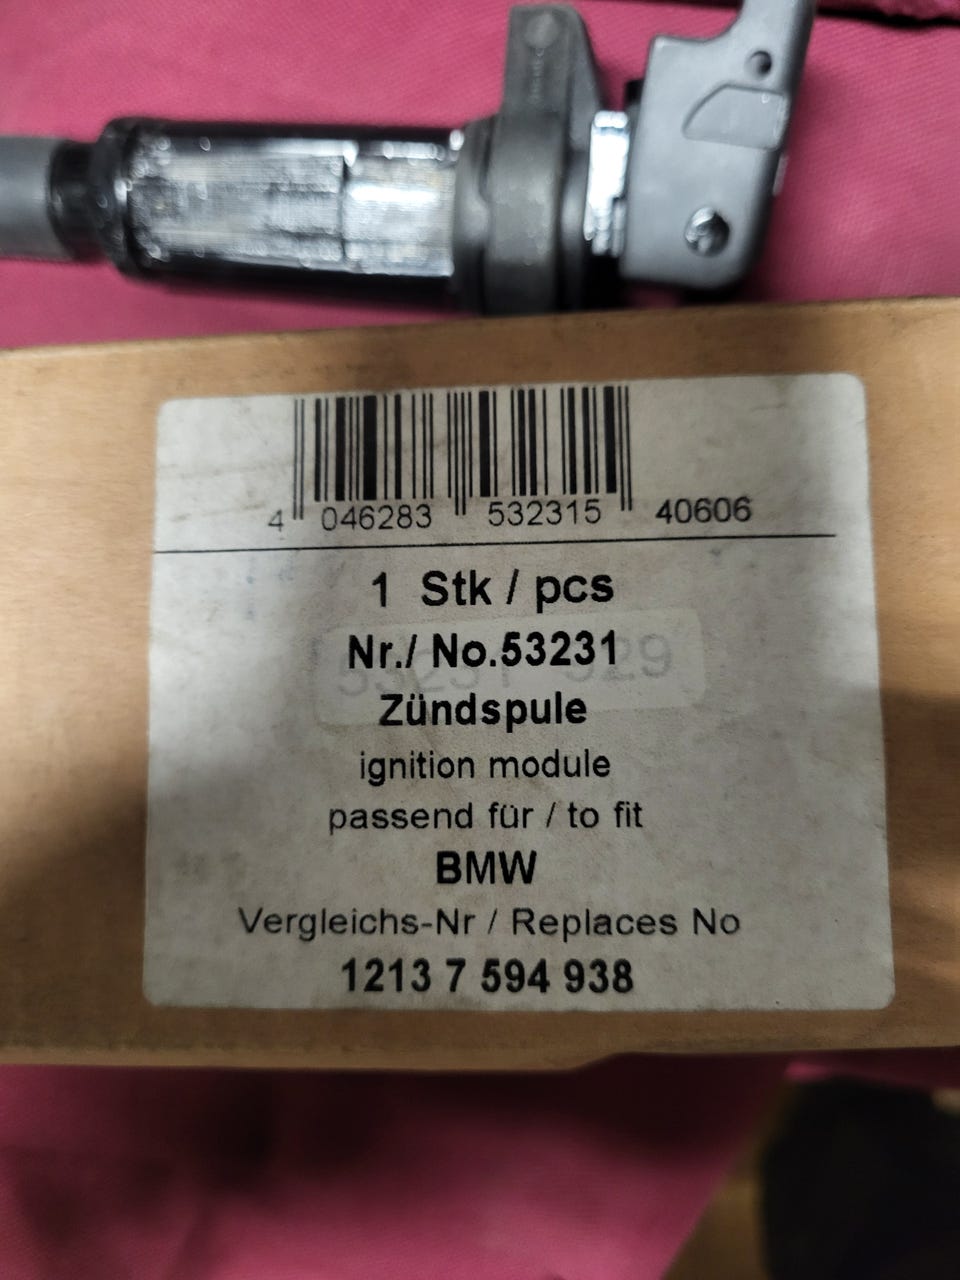 4 046283 532315 40606
1 Stk / pcs
Nr./ No.53231
Zündspule
ignition module
passend für / to fit
BMW
Vergleichs-Nr / Replaces No
1213 7 594 938